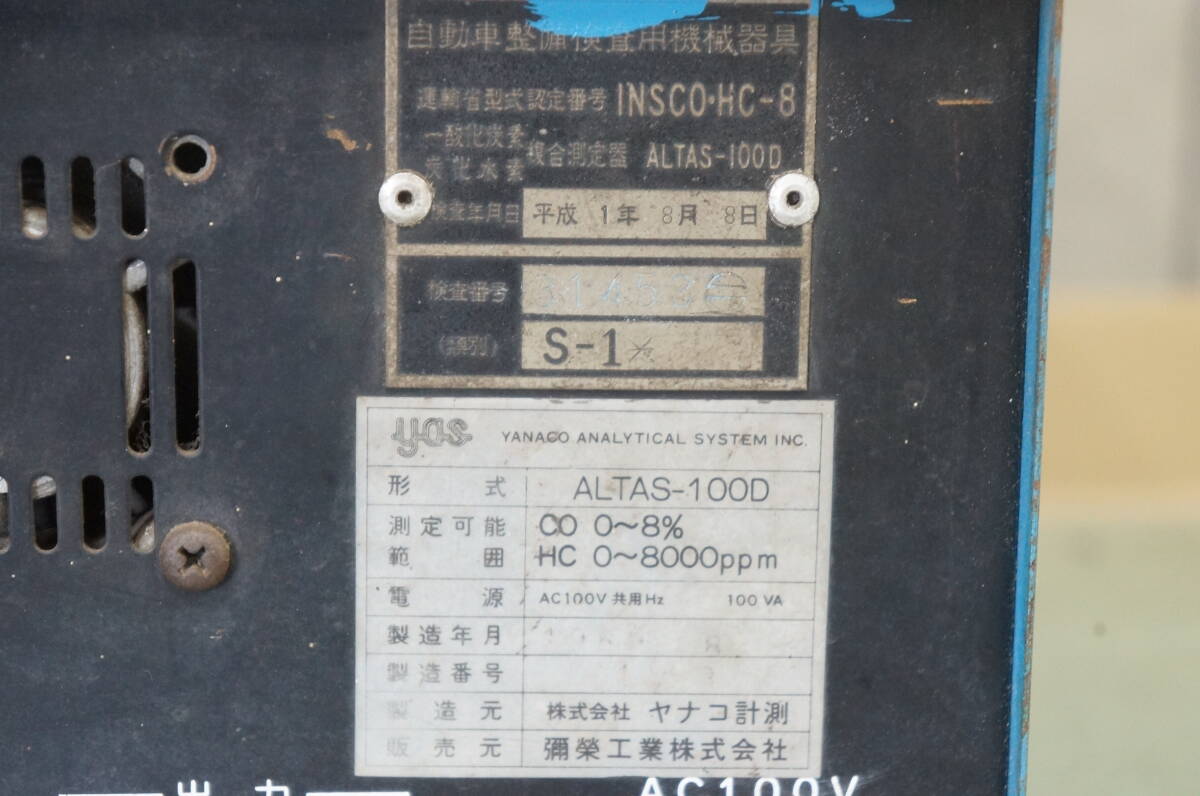 自動車整備検査用機械器具
運輸省型式認定番号 INSCO·HC-8
一酸化炭素
炭化水素
複合測定器 ALTAS-100D
検査年月日 平成 1年 8月 8日
検査番号
(類別) S-1
yas YANACO ANALYTICAL SYSTEM INC.
形式 ALTAS-100D
測定可能 CO 0~8%
範囲 HC 0~8000ppm
電源 AC100V 共用Hz 100VA
製造年月 8
製造番号
製造元 株式会社 ヤナコ計測
販売元 彌榮工業株式会社
出力 AC100V